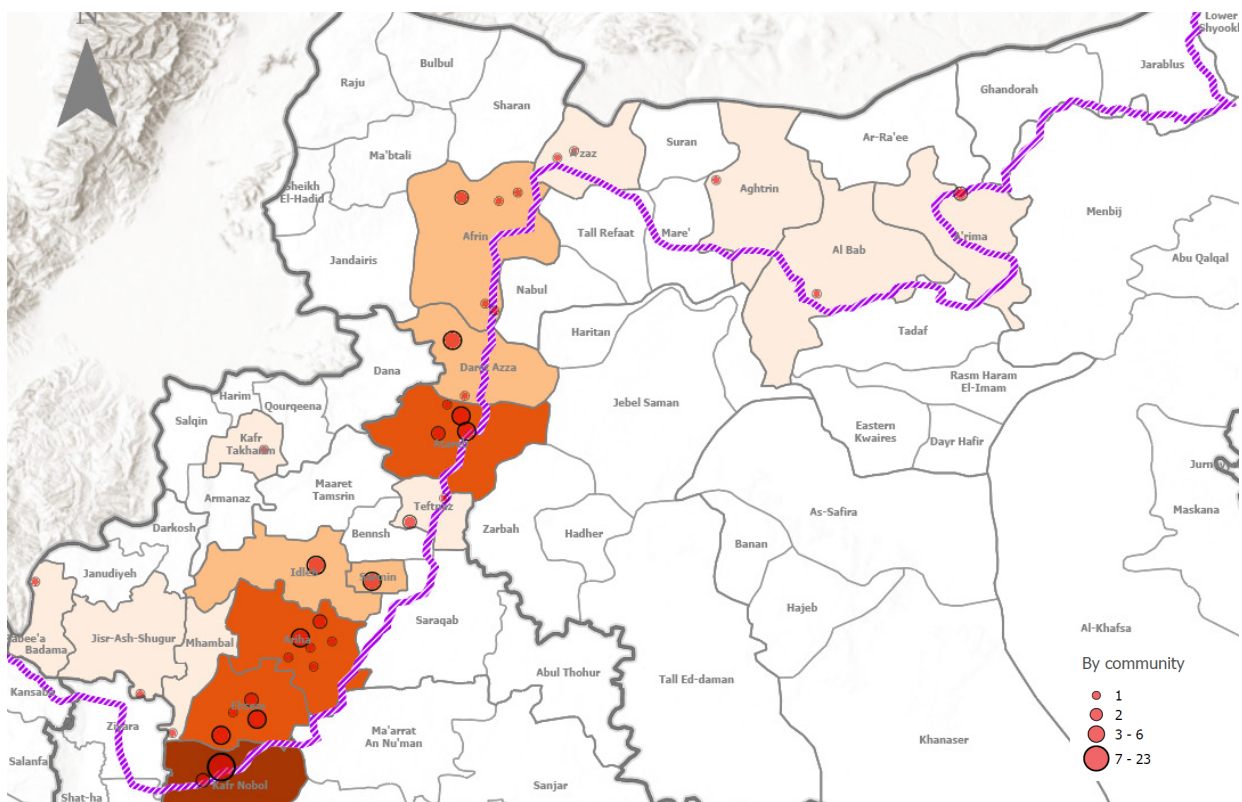 N
Lower
Shyookh
Jarablus
Ghandorah
Bulbul
Raju
Sharan
Ar-Ra'ee
Suran
A'zaz
Ma'btali
Sheikh
El-Hadid
Aghtrin
Menbij
Afrin
Tall Refaat
Mare'
A'rima
Al Bab
Abu Qalqal
Jandairis
Nabul
Haritan
Tadaf
Dana
Daret Azza
Rasm Haram
El-Imam
Harim
Qourqeena
Jebel Saman
Salqin
Eastern
Kwaires
Dayr Hafir
Kafr
Takharim
Atareb
Maaret
Tamsrin
Armanaz
Teftnaz
As-Safira
Maskana
Darkosh
Bennsh
Zarbah
Hadher
Banan
Janudiyeh
Idleb
Sarmin
Hajeb
Badama
Jisr-Ash-Shugur
Mhambal
Ariha
Saraqab
Al-Khafsa
Abul Thohur
Tall Ed-daman
Kansaba
Ehsem
Ziyara
Ma'arrat
An Nu'man
Khanaser
Salanfa
Kafr Nobol
Shat-ha
Sanjar
By community
1
2
3 - 6
7 - 23